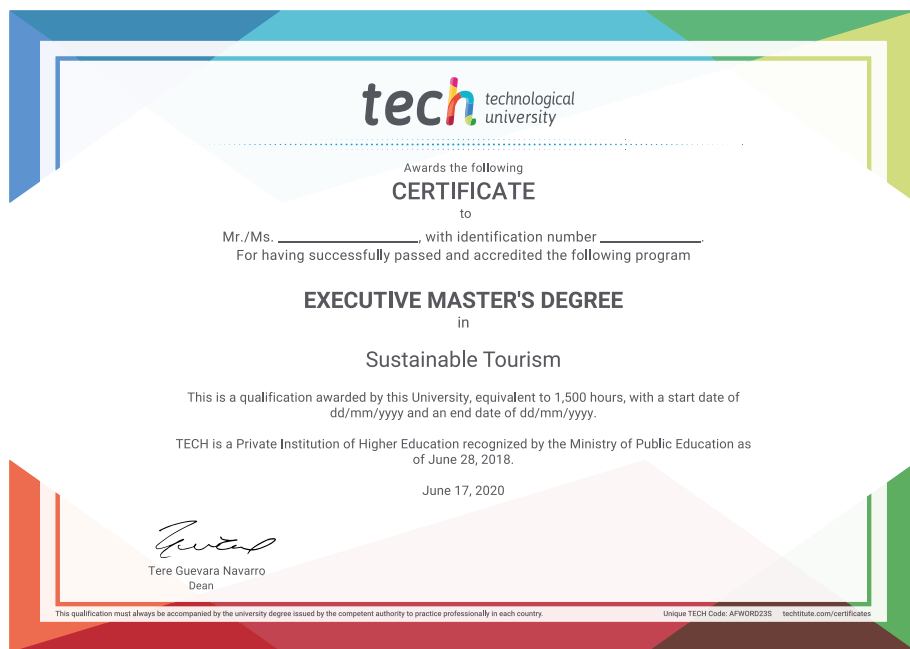 tech technological
university
Awards the following
CERTIFICATE
to
Mr./Ms. ____________________, with identification number ______________.
For having successfully passed and accredited the following program
EXECUTIVE MASTER'S DEGREE
in
Sustainable Tourism
This is a qualification awarded by this University, equivalent to 1,500 hours, with a start date of
dd/mm/yyyy and an end date of dd/mm/yyyy.
TECH is a Private Institution of Higher Education recognized by the Ministry of Public Education as
of June 28, 2018.
June 17, 2020
Tere Guevara Navarro
Dean
This qualification must always be accompanied by the university degree issued by the competent authority to practice professionally in each country.
Unique TECH Code: AFWORD23S techtitute.com/certificates